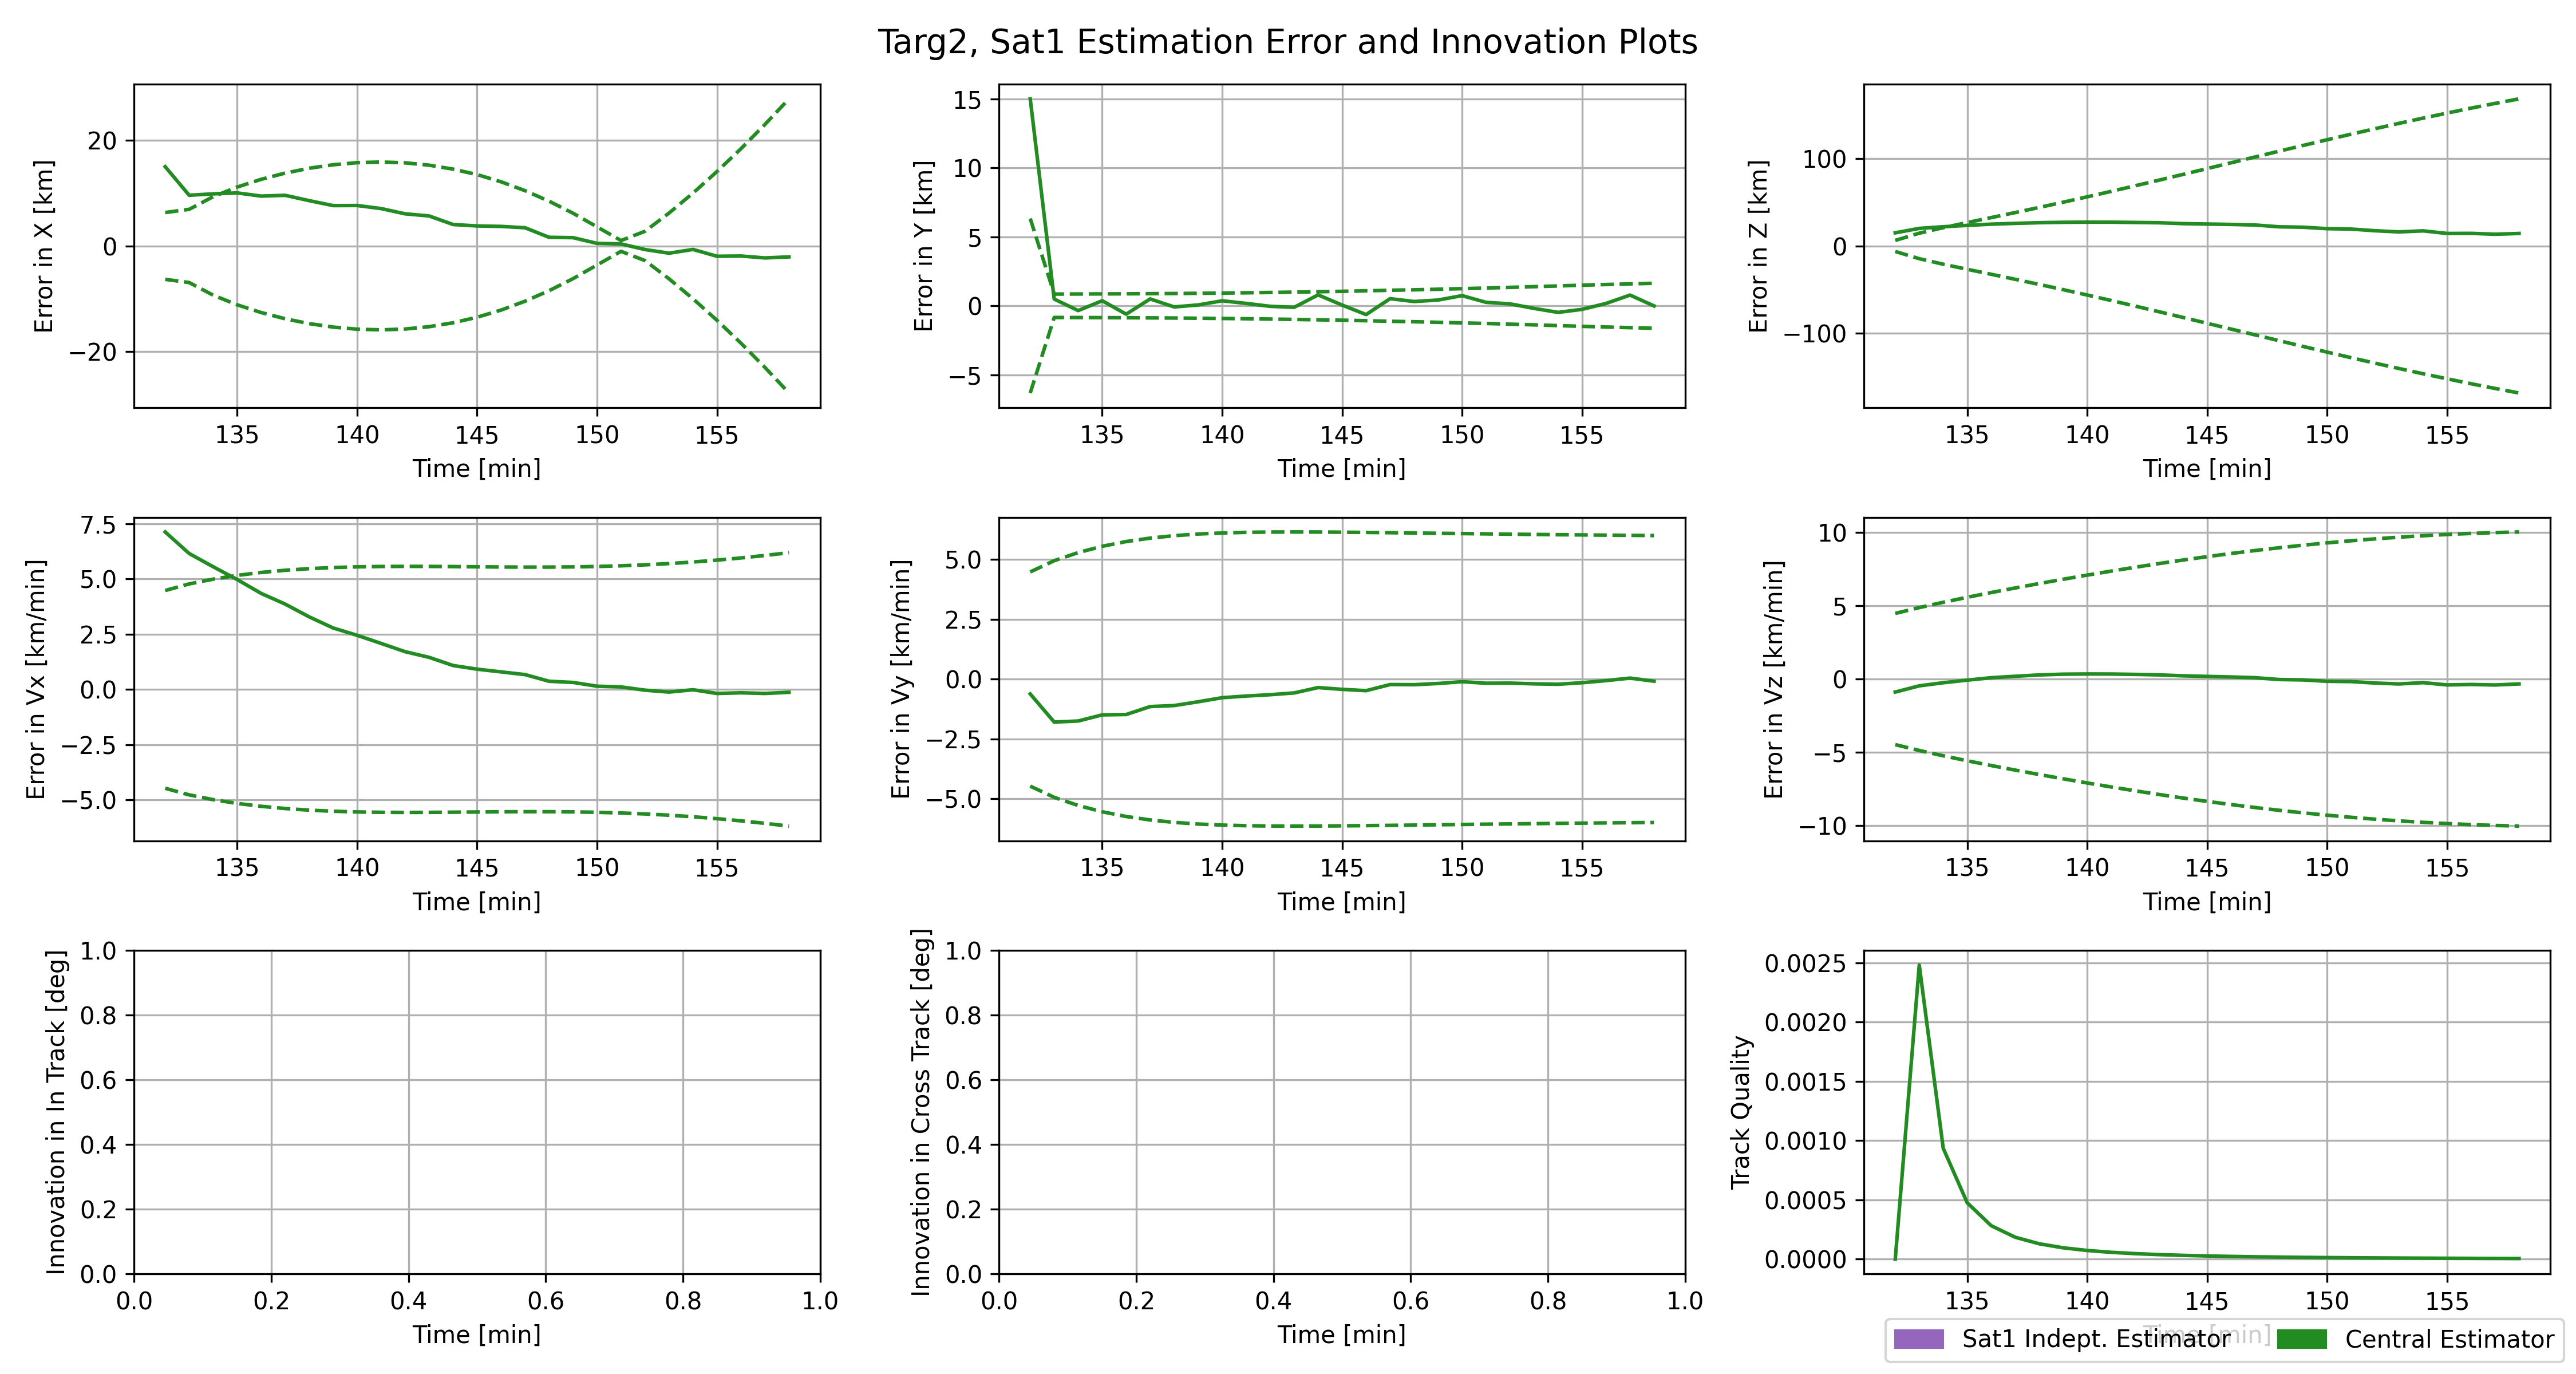 Targ2, Sat1 Estimation Error and Innovation Plots
Error in X [km]
20
0
−20
135 140 145 150 155
Time [min]
Error in Y [km]
15
10
5
0
−5
135 140 145 150 155
Time [min]
Error in Z [km]
100
0
−100
135 140 145 150 155
Time [min]
Error in Vx [km/min]
7.5
5.0
2.5
0.0
−2.5
−5.0
135 140 145 150 155
Time [min]
Error in Vy [km/min]
5.0
2.5
0.0
−2.5
−5.0
135 140 145 150 155
Time [min]
Error in Vz [km/min]
10
5
0
−5
−10
135 140 145 150 155
Time [min]
Innovation in In Track [deg]
1.0
0.8
0.6
0.4
0.2
0.0
0.0 0.2 0.4 0.6 0.8 1.0
Time [min]
Innovation in Cross Track [deg]
1.0
0.8
0.6
0.4
0.2
0.0
0.0 0.2 0.4 0.6 0.8 1.0
Time [min]
Track Quality
0.0025
0.0020
0.0015
0.0010
0.0005
0.0000
135 140 145 150 155
Time [min]
Sat1 Indept. Estimator Central Estimator